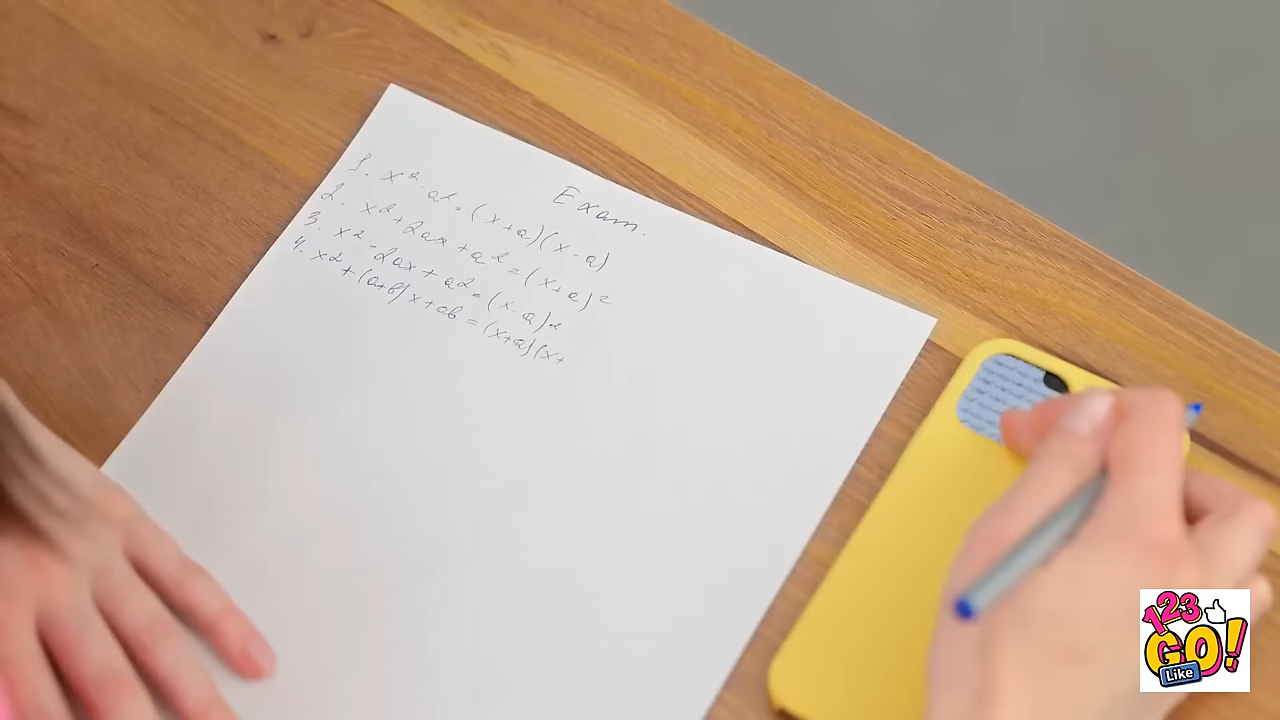 Exam.
1. x²-a²=(x+a)(x-a)
2. x²+2ax+a²=(x+a)²
3. x²-2ax+a²=(x-a)²
4. x²+(a+b)x+ab=(x+a)(x+
123
GO!
Like